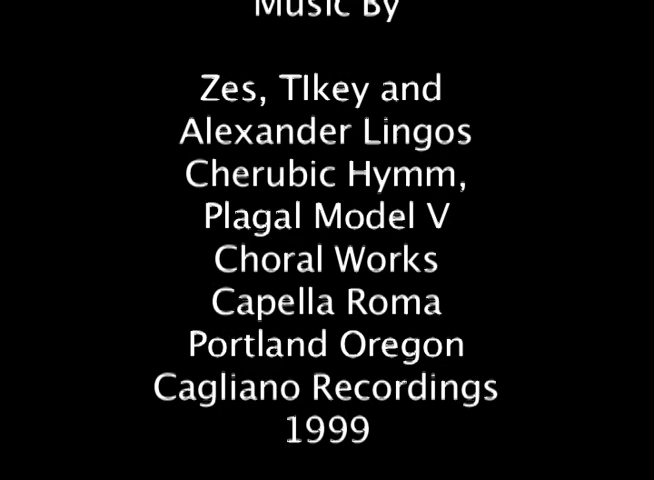 Music By
Zes, TIkey and
Alexander Lingos
Cherubic Hymm,
Plagal Model V
Choral Works
Capella Roma
Portland Oregon
Cagliano Recordings
1999